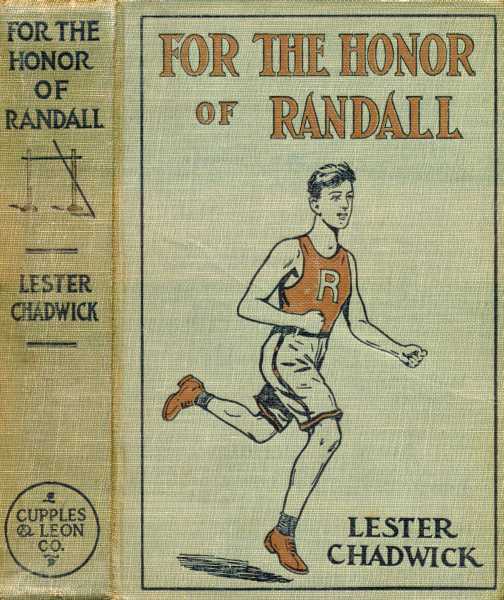 FOR THE
HONOR
OF
RANDALL
LESTER
CHADWICK
CUPPLES
& LEON
CO.
FOR THE HONOR
OF RANDALL
R
LESTER
CHADWICK